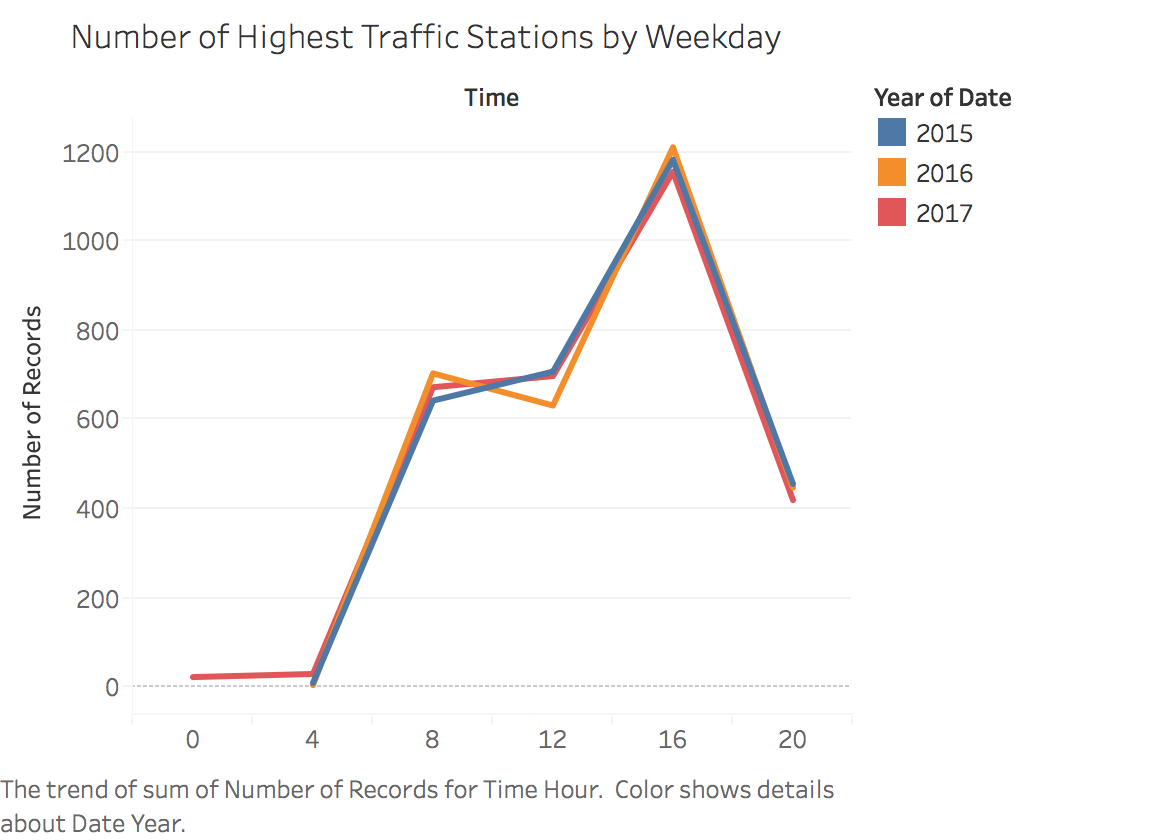 Number of Highest Traffic Stations by Weekday
Time
Year of Date
2015
2016
2017
Number of Records
1200
1000
800
600
400
200
0
0 4 8 12 16 20
The trend of sum of Number of Records for Time Hour.  Color shows details
about Date Year.